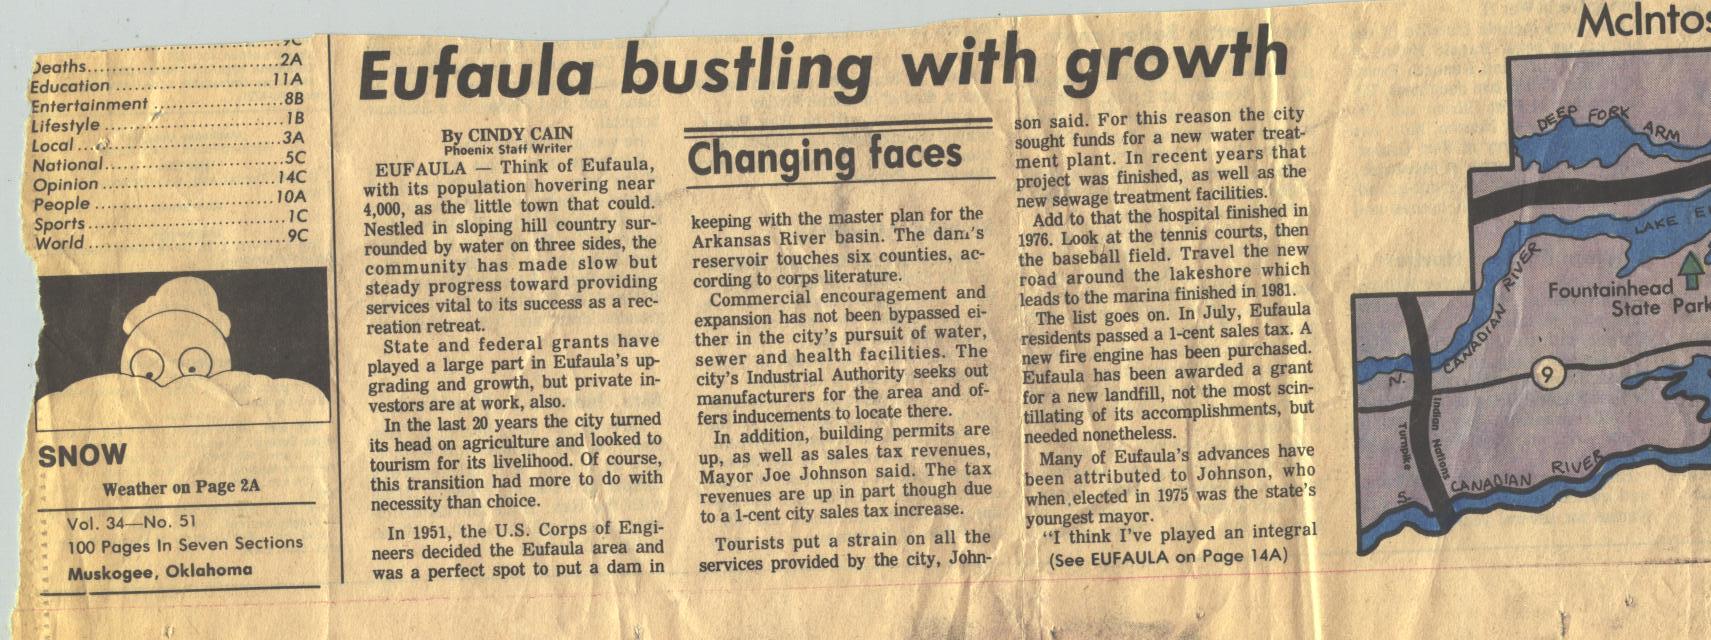 9C
Deaths 2A
Education 11A
Entertainment 8B
Lifestyle 1B
Local 3A
National 5C
Opinion 14C
People 10A
Sports 1C
World 9C
SNOW
Weather on Page 2A
Vol. 34—No. 51
100 Pages In Seven Sections
Muskogee, Oklahoma
Eufaula bustling with growth
By CINDY CAIN
Phoenix Staff Writer
EUFAULA — Think of Eufaula,
with its population hovering near
4,000, as the little town that could.
Nestled in sloping hill country sur-
rounded by water on three sides, the
community has made slow but
steady progress toward providing
services vital to its success as a rec-
reation retreat.
State and federal grants have
played a large part in Eufaula's up-
grading and growth, but private in-
vestors are at work, also.
In the last 20 years the city turned
its head on agriculture and looked to
tourism for its livelihood. Of course,
this transition had more to do with
necessity than choice.
In 1951, the U.S. Corps of Engi-
neers decided the Eufaula area and
was a perfect spot to put a dam in
Changing faces
keeping with the master plan for the
Arkansas River basin. The dam's
reservoir touches six counties, ac-
cording to corps literature.
Commercial encouragement and
expansion has not been bypassed ei-
ther in the city's pursuit of water,
sewer and health facilities. The
city's Industrial Authority seeks out
manufacturers for the area and of-
fers inducements to locate there.
In addition, building permits are
up, as well as sales tax revenues,
Mayor Joe Johnson said. The tax
revenues are up in part though due
to a 1-cent city sales tax increase.
Tourists put a strain on all the
services provided by the city, John-
son said. For this reason the city
sought funds for a new water treat-
ment plant. In recent years that
project was finished, as well as the
new sewage treatment facilities.
Add to that the hospital finished in
1976. Look at the tennis courts, then
the baseball field. Travel the new
road around the lakeshore which
leads to the marina finished in 1981.
The list goes on. In July, Eufaula
residents passed a 1-cent sales tax. A
new fire engine has been purchased.
Eufaula has been awarded a grant
for a new landfill, not the most scin-
tillating of its accomplishments, but
needed nonetheless.
Many of Eufaula's advances have
been attributed to Johnson, who
when elected in 1975 was the state's
youngest mayor.
"I think I've played an integral
(See EUFAULA on Page 14A)
McIntos
DEEP FORK ARM
LAKE E
N. CANADIAN RIVER
Fountainhead
State Park
9
Indian Nations
Turnpike
S. CANADIAN RIVER